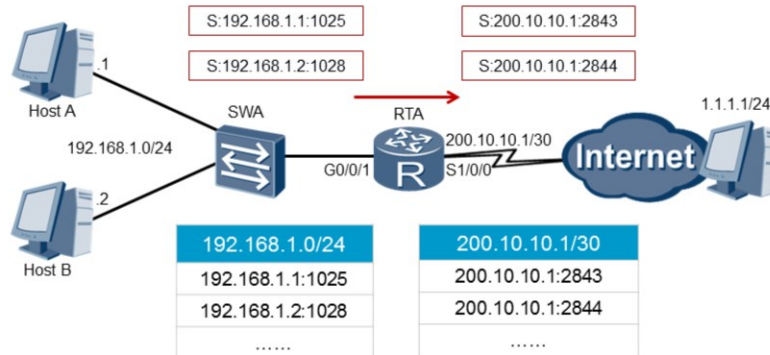 S:192.168.1.1:1025
S:200.10.10.1:2843
S:192.168.1.2:1028
S:200.10.10.1:2844
.1
Host A
SWA
RTA
1.1.1.1/24
192.168.1.0/24
200.10.10.1/30
Internet
G0/0/1
R
S1/0/0
.2
Host B
192.168.1.0/24
192.168.1.1:1025
192.168.1.2:1028
……
200.10.10.1/30
200.10.10.1:2843
200.10.10.1:2844
……